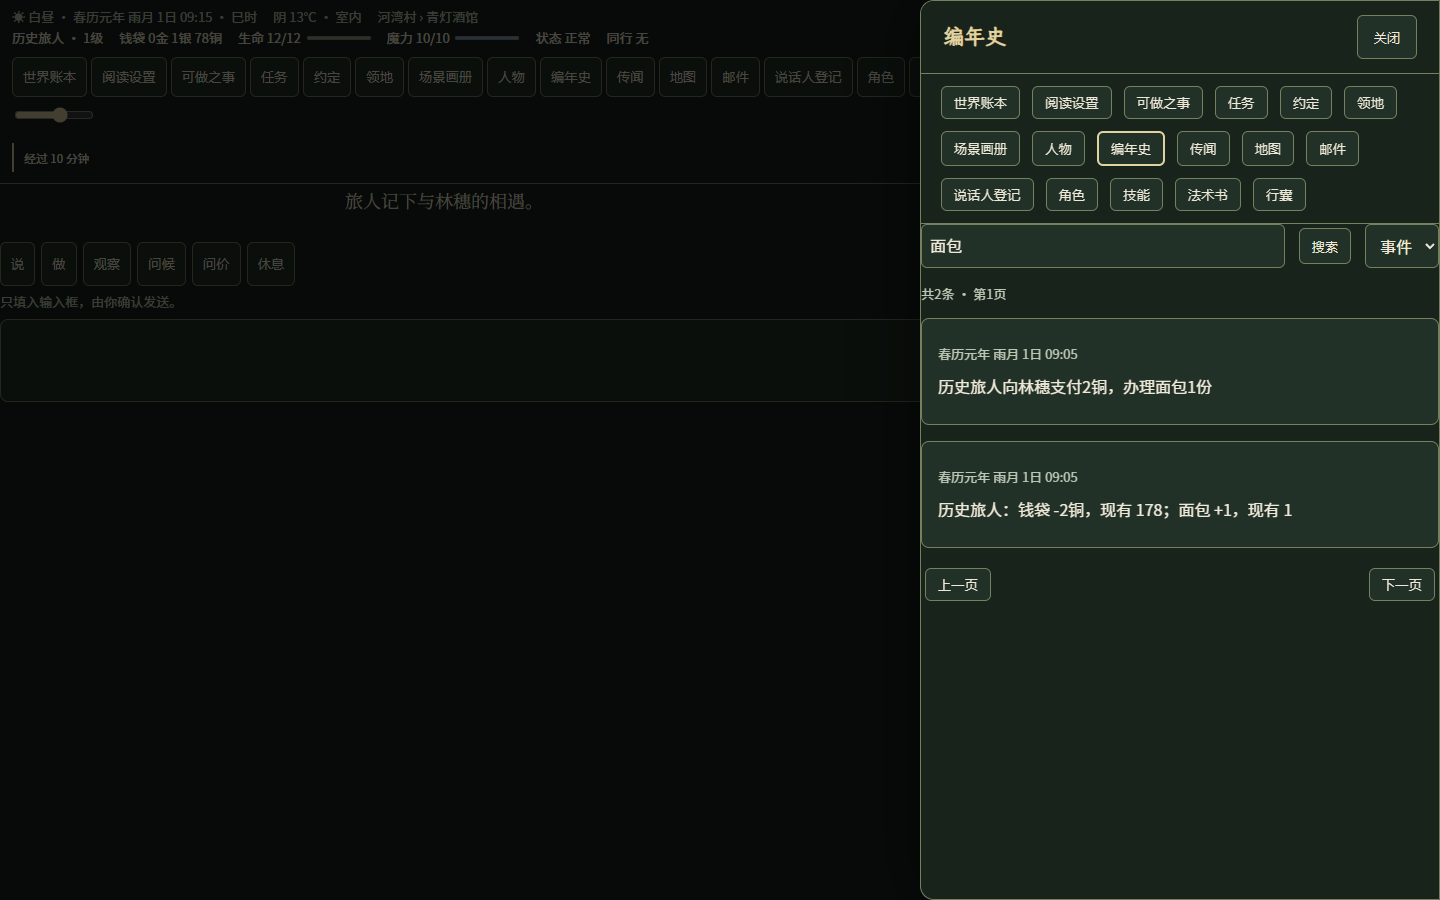 ☀ 白昼 · 春历元年 雨月 1日 09:15 · 巳时 阴 13°C · 室内 河湾村 › 青灯酒馆
历史旅人 · 1级 钱袋 0金 1银 78铜 生命 12/12 魔力 10/10 状态 正常 同行 无
世界账本 阅读设置 可做之事 任务 约定 领地 场景画册 人物 编年史 传闻 地图 邮件 说话人登记 角色
经过 10 分钟
旅人记下与林穗的相遇。
说 做 观察 问候 问价 休息
只填入输入框，由你确认发送。
编年史 关闭
世界账本 阅读设置 可做之事 任务 约定 领地
场景画册 人物 编年史 传闻 地图 邮件
说话人登记 角色 技能 法术书 行囊
面包 搜索 事件
共2条 · 第1页
春历元年 雨月 1日 09:05
历史旅人向林穗支付2铜，办理面包1份
春历元年 雨月 1日 09:05
历史旅人：钱袋 -2铜，现有 178；面包 +1，现有 1
上一页 下一页